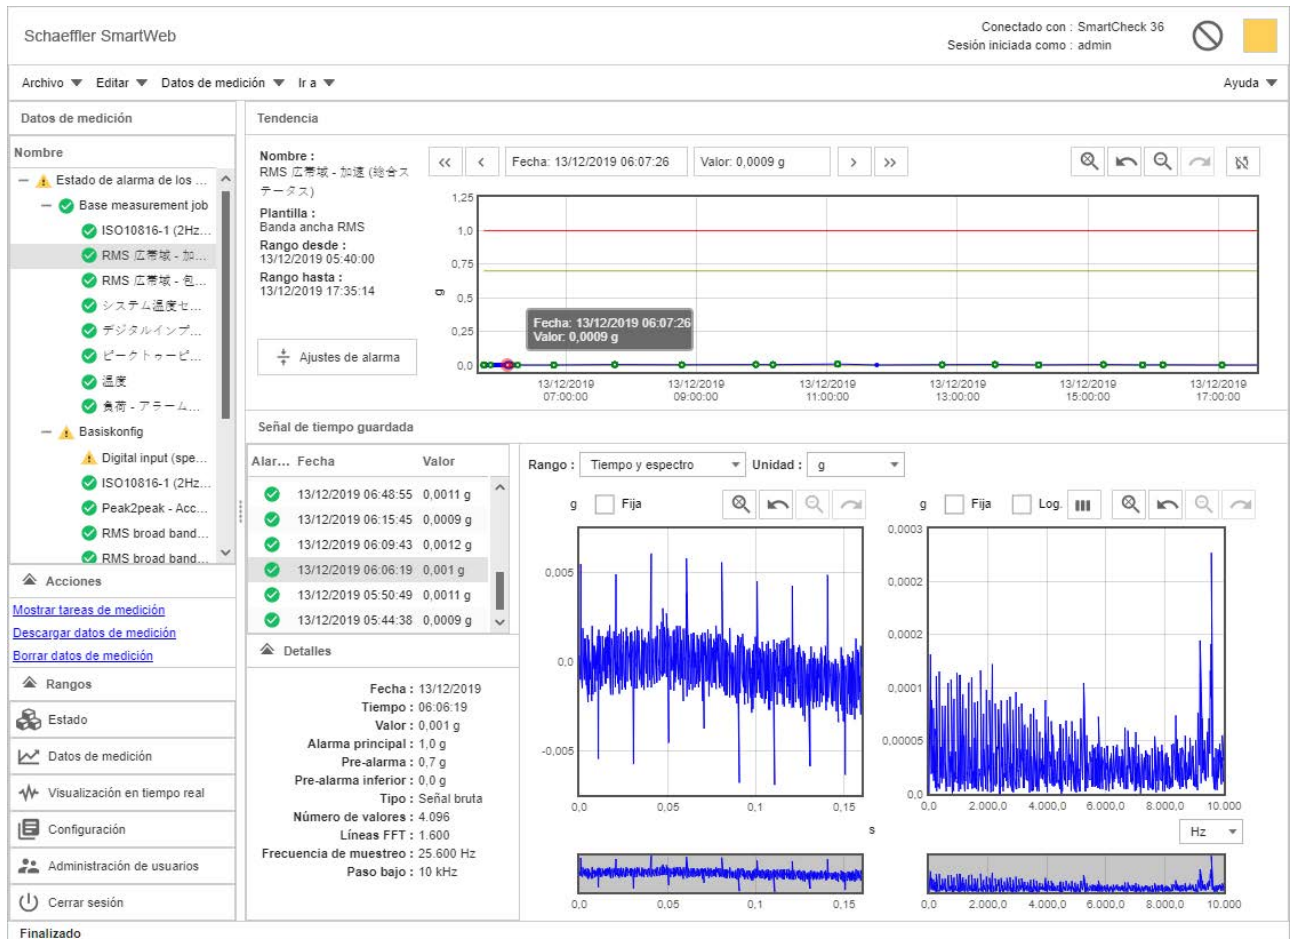 Schaeffler SmartWeb
Conectado con : SmartCheck 36
Sesión iniciada como : admin
Archivo Editar Datos de medición Ir a Ayuda
Datos de medición
Nombre
Estado de alarma de los ...
Base measurement job
ISO10816-1 (2Hz...
RMS 広帯域 - 加...
RMS 広帯域 - 包...
システム温度セ...
デジタルインプ...
ピークトゥーピ...
温度
負荷 - アラーム...
Basiskonfig
Digital input (spe...
ISO10816-1 (2Hz...
Peak2peak - Acc...
RMS broad band...
RMS broad band...
Acciones
Mostrar tareas de medición
Descargar datos de medición
Borrar datos de medición
Rangos
Estado
Datos de medición
Visualización en tiempo real
Configuración
Administración de usuarios
Cerrar sesión
Finalizado
Tendencia
Nombre :
RMS 広帯域 - 加速 (総合ス
テータス)
Plantilla :
Banda ancha RMS
Rango desde :
13/12/2019 05:40:00
Rango hasta :
13/12/2019 17:35:14
Ajustes de alarma
<< < Fecha: 13/12/2019 06:07:26 Valor: 0,0009 g > >>
1,25
1,0
0,75
g
0,5
0,25
0,0
Fecha: 13/12/2019 06:07:26
Valor: 0,0009 g
13/12/2019 13/12/2019 13/12/2019 13/12/2019 13/12/2019 13/12/2019
07:00:00 09:00:00 11:00:00 13:00:00 15:00:00 17:00:00
Señal de tiempo guardada
Alar... Fecha Valor
13/12/2019 06:48:55 0,0011 g
13/12/2019 06:15:45 0,0009 g
13/12/2019 06:09:43 0,0012 g
13/12/2019 06:06:19 0,001 g
13/12/2019 05:50:49 0,0011 g
13/12/2019 05:44:38 0,0009 g
Detalles
Fecha : 13/12/2019
Tiempo : 06:06:19
Valor : 0,001 g
Alarma principal : 1,0 g
Pre-alarma : 0,7 g
Pre-alarma inferior : 0,0 g
Tipo : Señal bruta
Número de valores : 4.096
Líneas FFT : 1.600
Frecuencia de muestreo : 25.600 Hz
Paso bajo : 10 kHz
Rango : Tiempo y espectro Unidad : g
g Fija
0,005
0,0
-0,005
0,0 0,05 0,1 0,15
s
0,0 0,05 0,1 0,15
g Fija Log.
0,0003
0,0002
0,0002
0,0001
0,00005
0,0
0,0 2.000,0 4.000,0 6.000,0 8.000,0 10.000
Hz
0,0 2.000,0 4.000,0 6.000,0 8.000,0 10.000